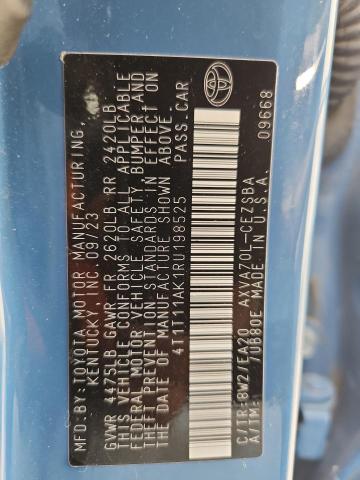 MFD. BY: TOYOTA MOTOR MANUFACTURING,
KENTUCKY, INC. 09/23
GVWR 4475LB GAWR FR 2620LB RR 2420LB
THIS VEHICLE CONFORMS TO ALL APPLICABLE
FEDERAL MOTOR VEHICLE SAFETY, BUMPER, AND
THEFT PREVENTION STANDARDS IN EFFECT ON
THE DATE OF MANUFACTURE SHOWN ABOVE.
4T1T11AK1RU198525 PASS.CAR
C/TR:8W2/EA20 AXVA70L-CEZSBA
A/TM: /UB80E MADE IN U.S.A.
09668